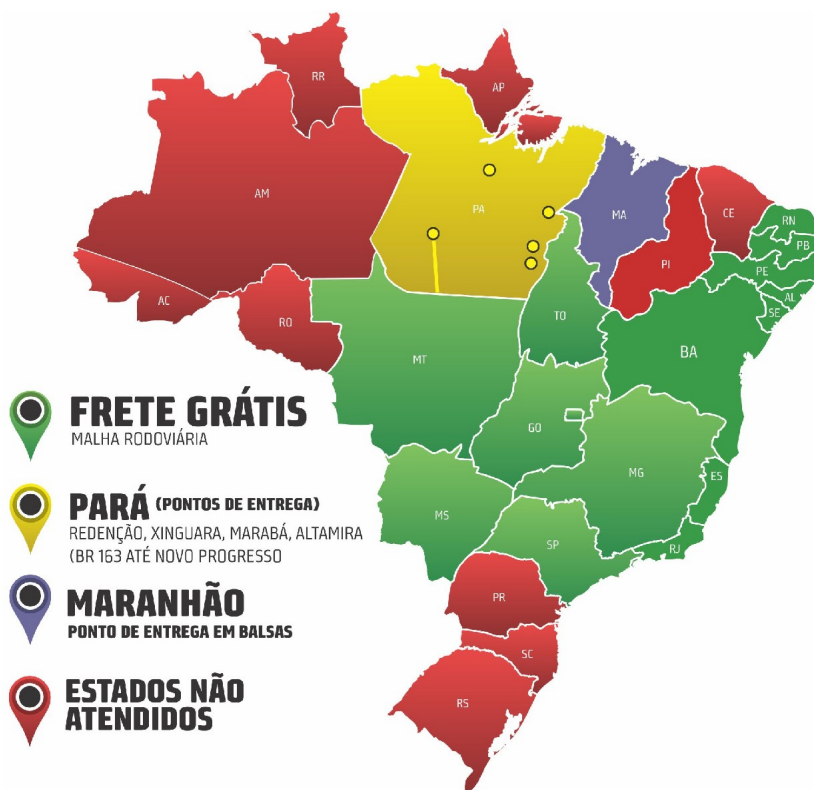 RR
AP
AM
PA
MA
CE
RN
PB
PI
PE
AL
SE
AC
RO
TO
MT
BA
FRETE GRÁTIS
MALHA RODOVIÁRIA
GO
MG
ES
PARÁ (PONTOS DE ENTREGA)
REDENÇÃO, XINGUARA, MARABÁ, ALTAMIRA
(BR 163 ATÉ NOVO PROGRESSO
MS
SP
RJ
MARANHÃO
PONTO DE ENTREGA EM BALSAS
PR
SC
ESTADOS NÃO
ATENDIDOS
RS